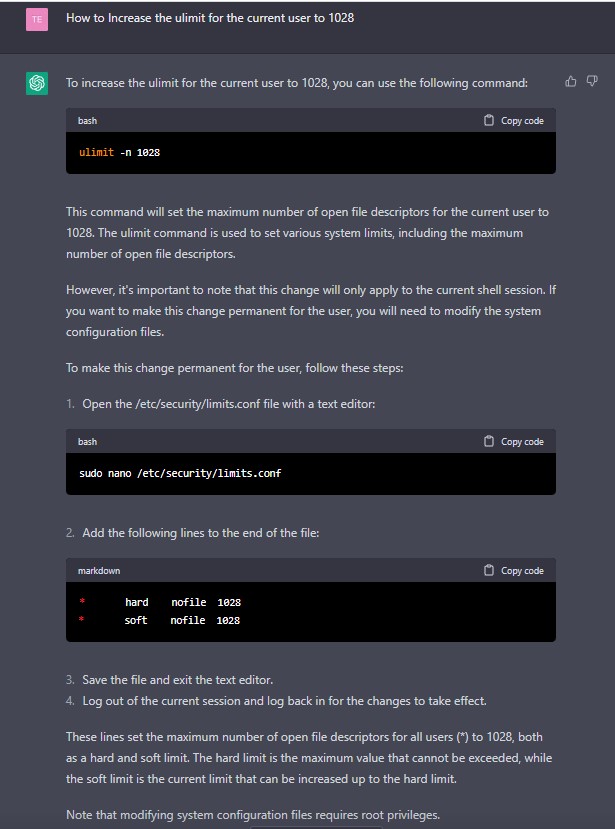 TE
How to Increase the ulimit for the current user to 1028
To increase the ulimit for the current user to 1028, you can use the following command:
bash
Copy code
ulimit -n 1028
This command will set the maximum number of open file descriptors for the current user to
1028. The ulimit command is used to set various system limits, including the maximum
number of open file descriptors.
However, it's important to note that this change will only apply to the current shell session. If
you want to make this change permanent for the user, you will need to modify the system
configuration files.
To make this change permanent for the user, follow these steps:
1. Open the /etc/security/limits.conf file with a text editor:
bash
Copy code
sudo nano /etc/security/limits.conf
2. Add the following lines to the end of the file:
markdown
Copy code
* hard nofile 1028
* soft nofile 1028
3. Save the file and exit the text editor.
4. Log out of the current session and log back in for the changes to take effect.
These lines set the maximum number of open file descriptors for all users (*) to 1028, both
as a hard and soft limit. The hard limit is the maximum value that cannot be exceeded, while
the soft limit is the current limit that can be increased up to the hard limit.
Note that modifying system configuration files requires root privileges.